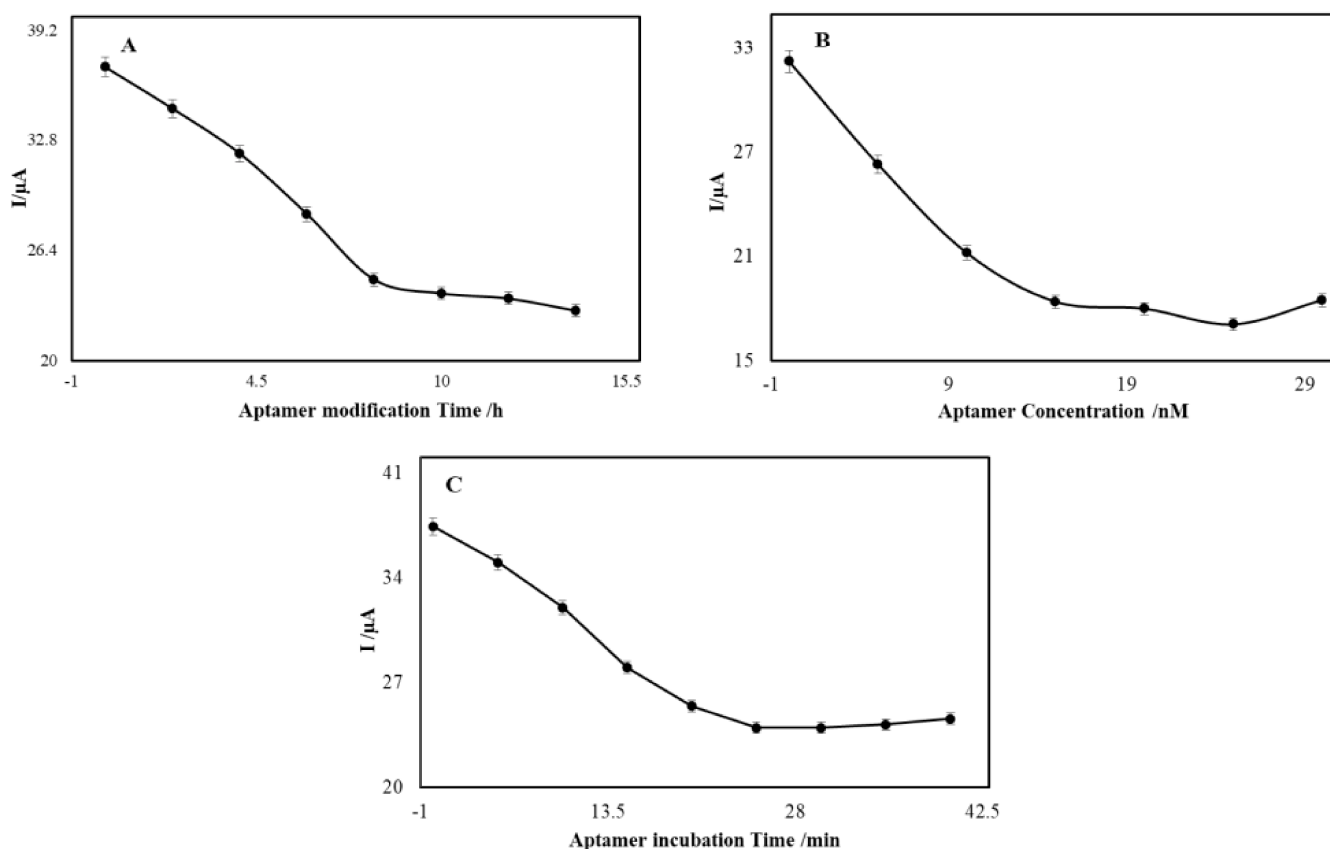 A
39.2
32.8
26.4
20
I/µA
-1
4.5
10
15.5
Aptamer modification Time /h
B
33
27
21
15
I/µA
-1
9
19
29
Aptamer Concentration /nM
C
41
34
27
20
I /µA
-1
13.5
28
42.5
Aptamer incubation Time /min